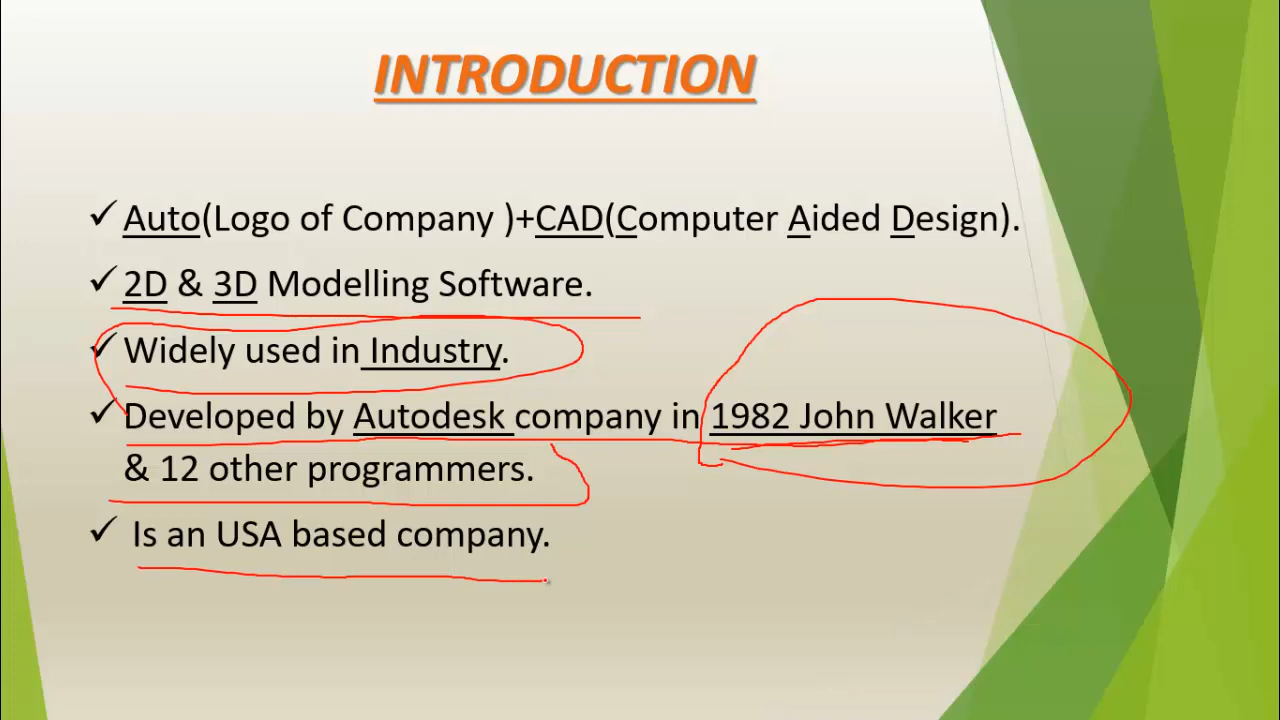 INTRODUCTION
✓ Auto(Logo of Company )+CAD(Computer Aided Design).
✓ 2D & 3D Modelling Software.
✓ Widely used in Industry.
✓ Developed by Autodesk company in 1982 John Walker
& 12 other programmers.
✓ Is an USA based company.